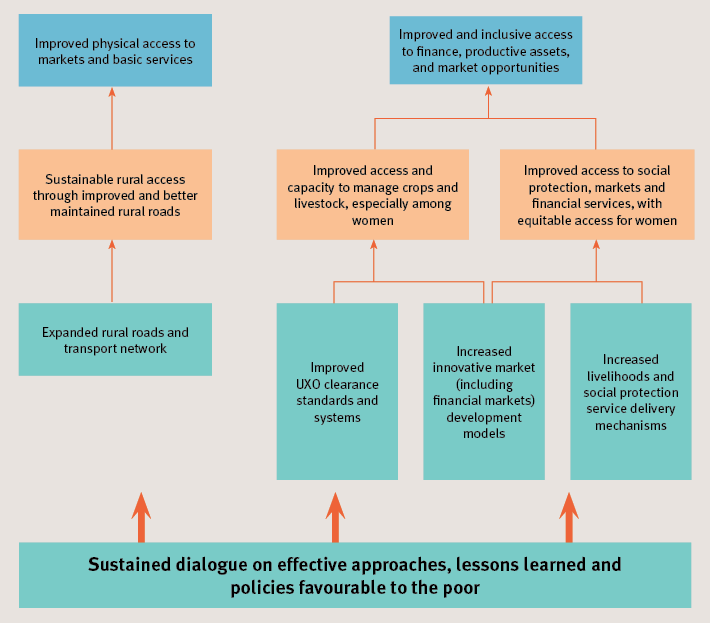 Improved physical access to
markets and basic services
Improved and inclusive access
to finance, productive assets,
and market opportunities
Sustainable rural access
through improved and better
maintained rural roads
Improved access and
capacity to manage crops and
livestock, especially among
women
Improved access to social
protection, markets and
financial services, with
equitable access for women
Expanded rural roads and
transport network
Improved
UXO clearance
standards and
systems
Increased
innovative market
(including
financial markets)
development
models
Increased
livelihoods and
social protection
service delivery
mechanisms
Sustained dialogue on effective approaches, lessons learned and
policies favourable to the poor